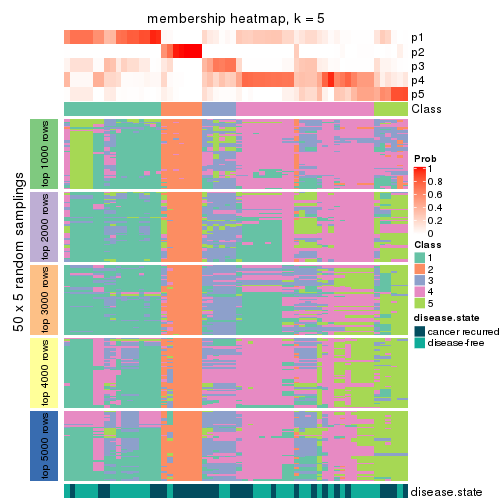 membership heatmap, k = 5
p1
p2
p3
p4
p5
Class
50 x 5 random samplings
top 1000 rows
top 2000 rows
top 3000 rows
top 4000 rows
top 5000 rows
disease.state
Prob
1
0.8
0.6
0.4
0.2
0
Class
1
2
3
4
5
disease.state
cancer recurred
disease-free